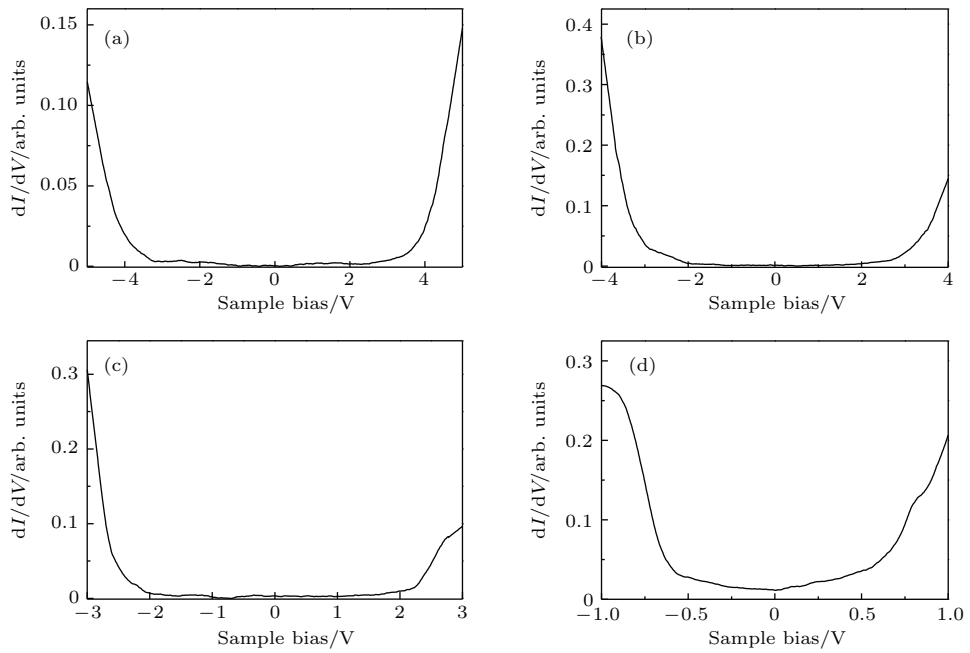 (a)
0.15
0.10
0.05
0
dI/dV/arb. units
−4 −2 0 2 4
Sample bias/V
(b)
0.4
0.3
0.2
0.1
0
dI/dV/arb. units
−4 −2 0 2 4
Sample bias/V
(c)
0.3
0.2
0.1
0
dI/dV/arb. units
−3 −2 −1 0 1 2 3
Sample bias/V
(d)
0.3
0.2
0.1
0
dI/dV/arb. units
−1.0 −0.5 0 0.5 1.0
Sample bias/V